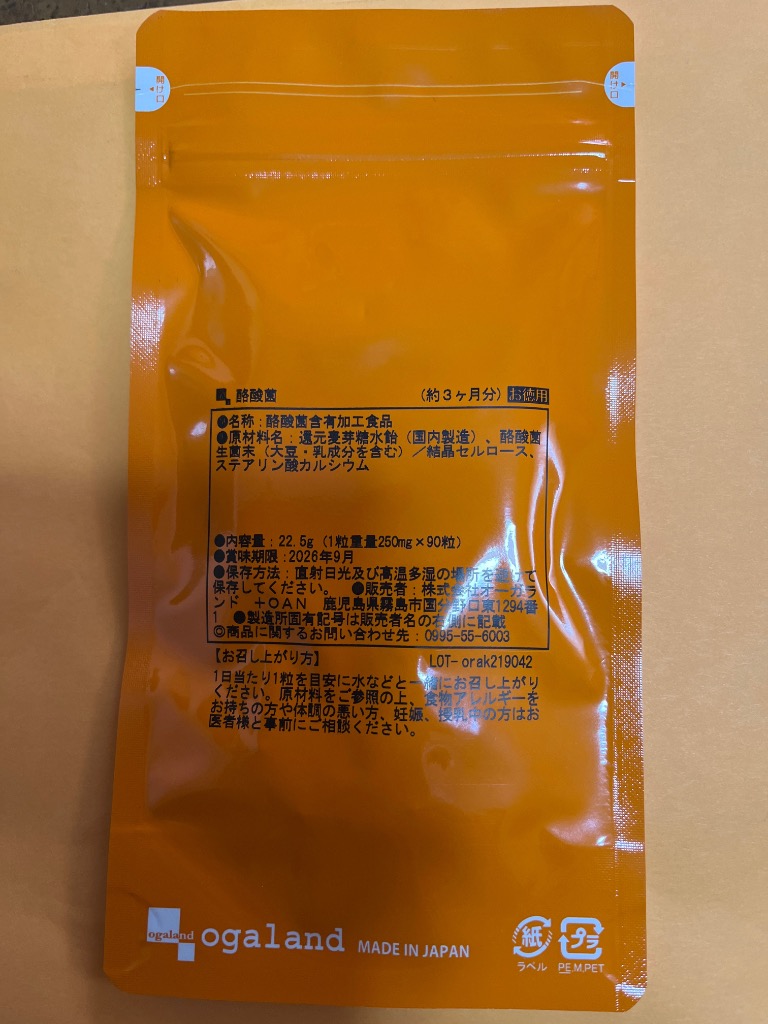 開け口
開け口
酪酸菌 (約3ヶ月分) お徳用
●名称:酪酸菌含有加工食品
●原材料名:還元麦芽糖水飴(国内製造)、酪酸菌
生菌末(大豆・乳成分を含む)/結晶セルロース、
ステアリン酸カルシウム
●内容量:22.5g(1粒重量250mg×90粒)
●賞味期限:2026年9月
●保存方法:直射日光及び高温多湿の場所を避けて
保存してください。 ●販売者:株式会社オーガラ
ンド +OAN 鹿児島県霧島市国分野口東1294番
1 ●製造所固有記号は販売者名の右側に記載
◎商品に関するお問い合わせ先:0995-55-6003
【お召し上がり方】 LOT-orak219042
1日当たり1粒を目安に水などと一緒にお召し上がり
ください。原材料をご参照の上、食物アレルギーを
お持ちの方や体調の悪い方、妊娠、授乳中の方はお
医者様と事前にご相談ください。
ogaland ogaland MADE IN JAPAN
紙 プラ
ラベル PE,M,PET